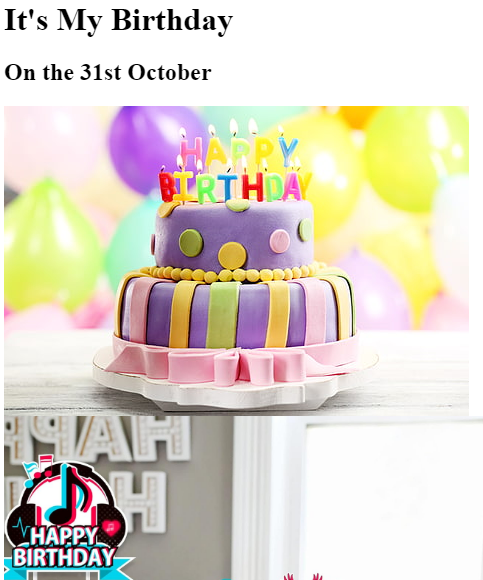 It's My Birthday
On the 31st October
HAPPY
BIRTHDAY
HAPPY
BIRTHDAY